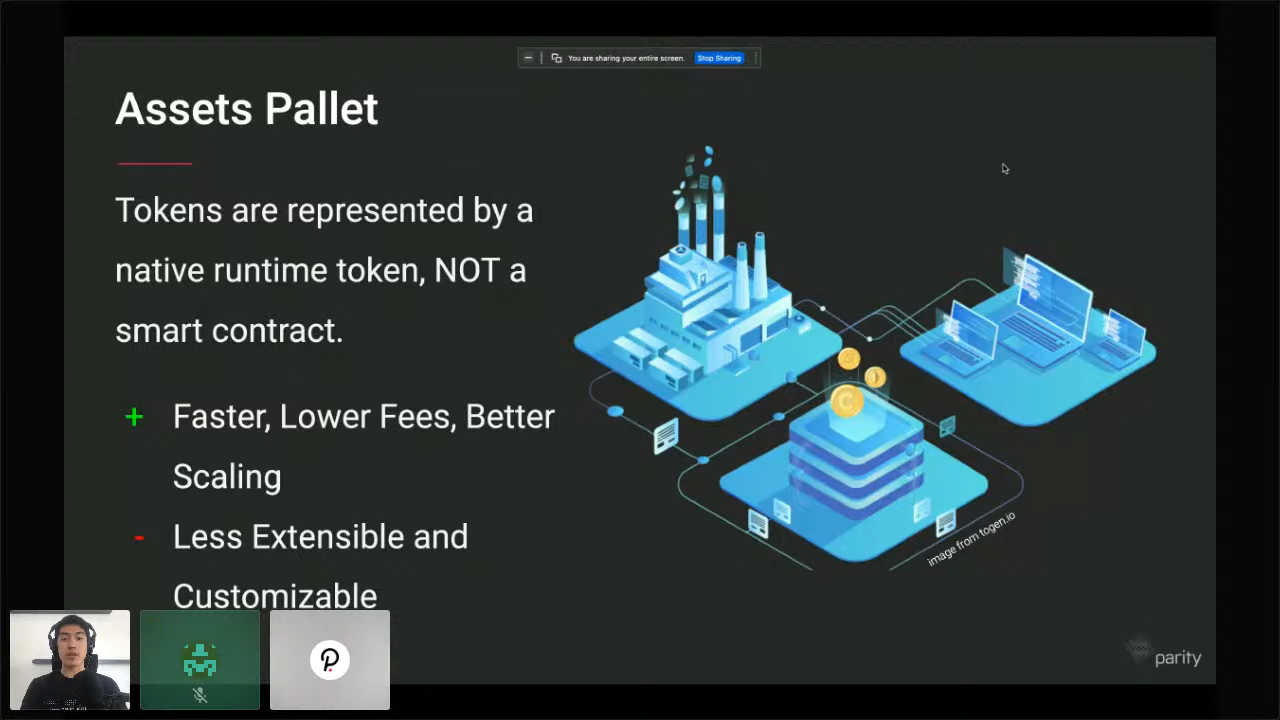 You are sharing your entire screen. Stop Sharing
Assets Pallet
Tokens are represented by a
native runtime token, NOT a
smart contract.
+ Faster, Lower Fees, Better
Scaling
- Less Extensible and
Customizable
image from togen.io
parity